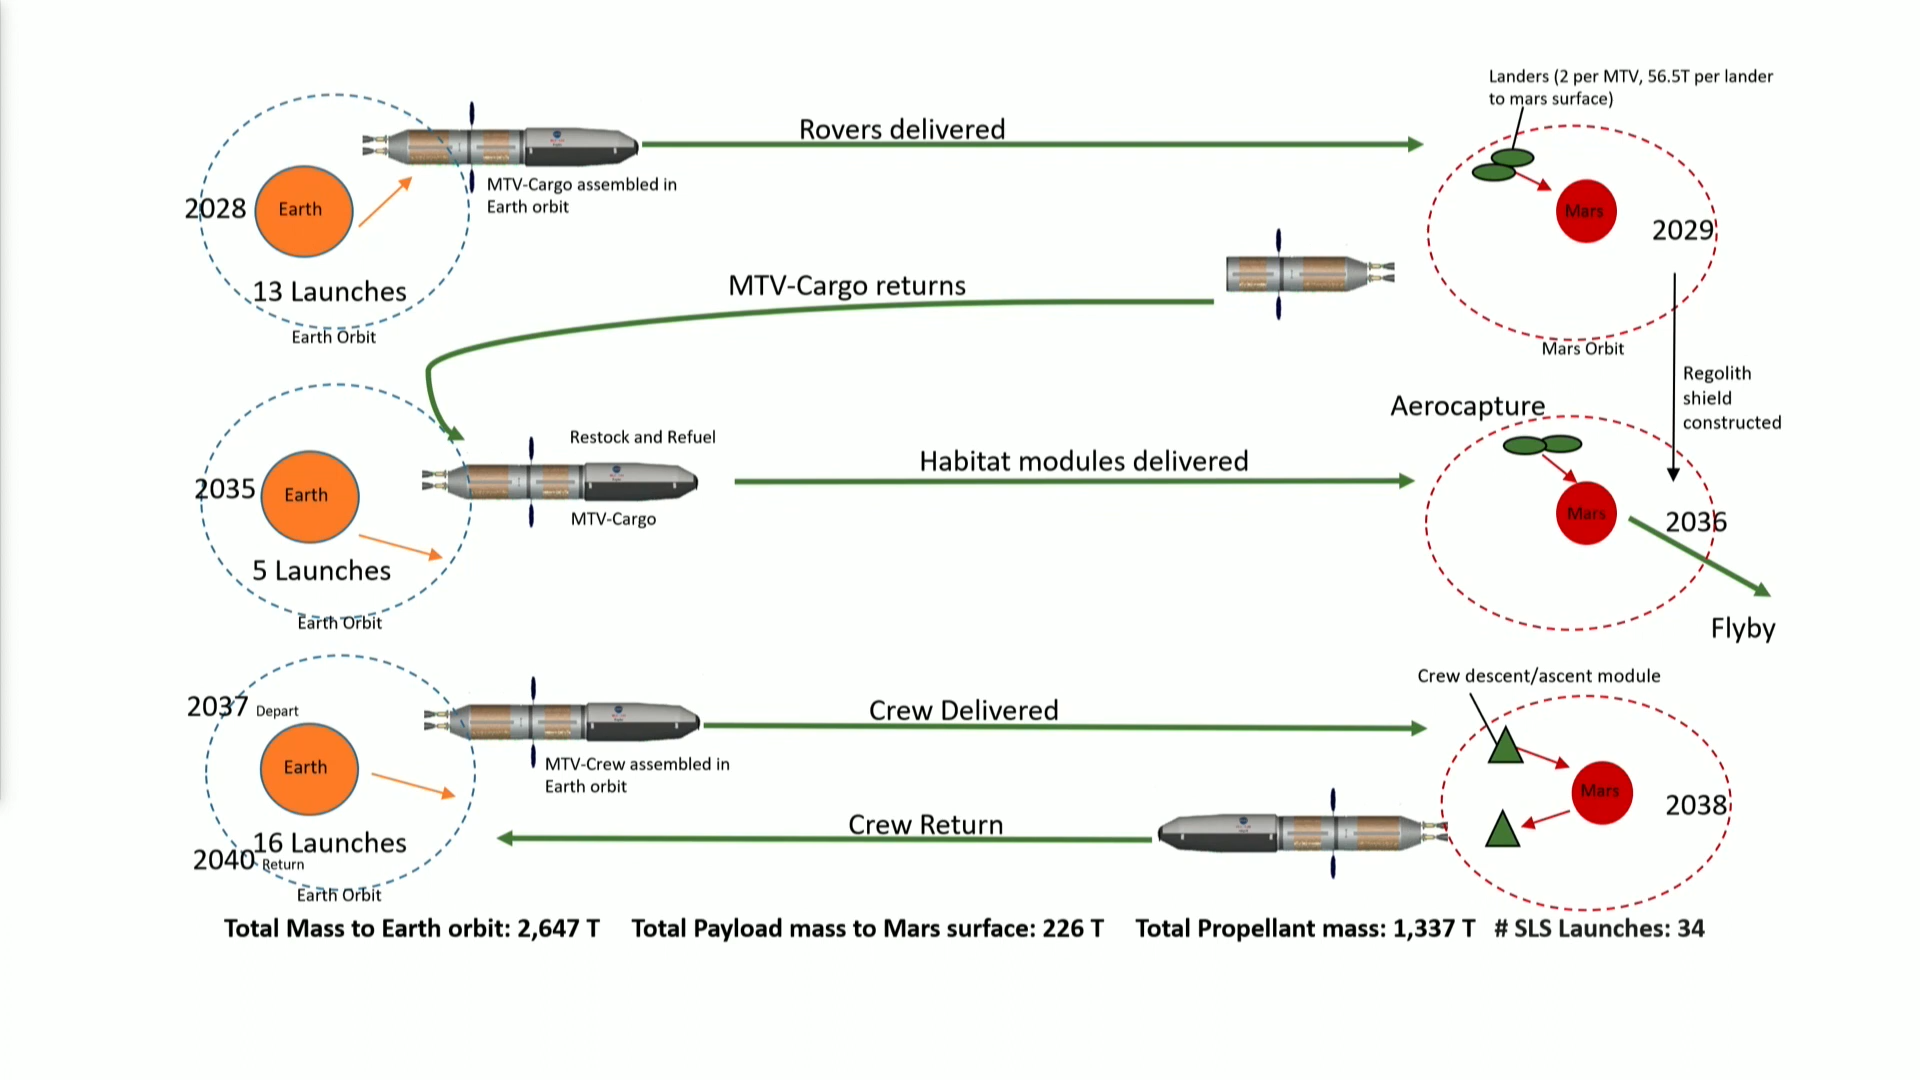 Landers (2 per MTV, 56.5T per lander
to mars surface)
Rovers delivered
MTV-Cargo assembled in
Earth orbit
2028
Earth
Mars
2029
13 Launches
Earth Orbit
MTV-Cargo returns
Mars Orbit
Regolith
shield
constructed
Aerocapture
Restock and Refuel
Habitat modules delivered
2035
Earth
MTV-Cargo
Mars
2036
5 Launches
Earth Orbit
Flyby
Crew descent/ascent module
2037 Depart
Crew Delivered
Earth
MTV-Crew assembled in
Earth orbit
Mars
2038
16 Launches
Crew Return
2040 Return
Earth Orbit
Total Mass to Earth orbit: 2,647 T Total Payload mass to Mars surface: 226 T Total Propellant mass: 1,337 T # SLS Launches: 34